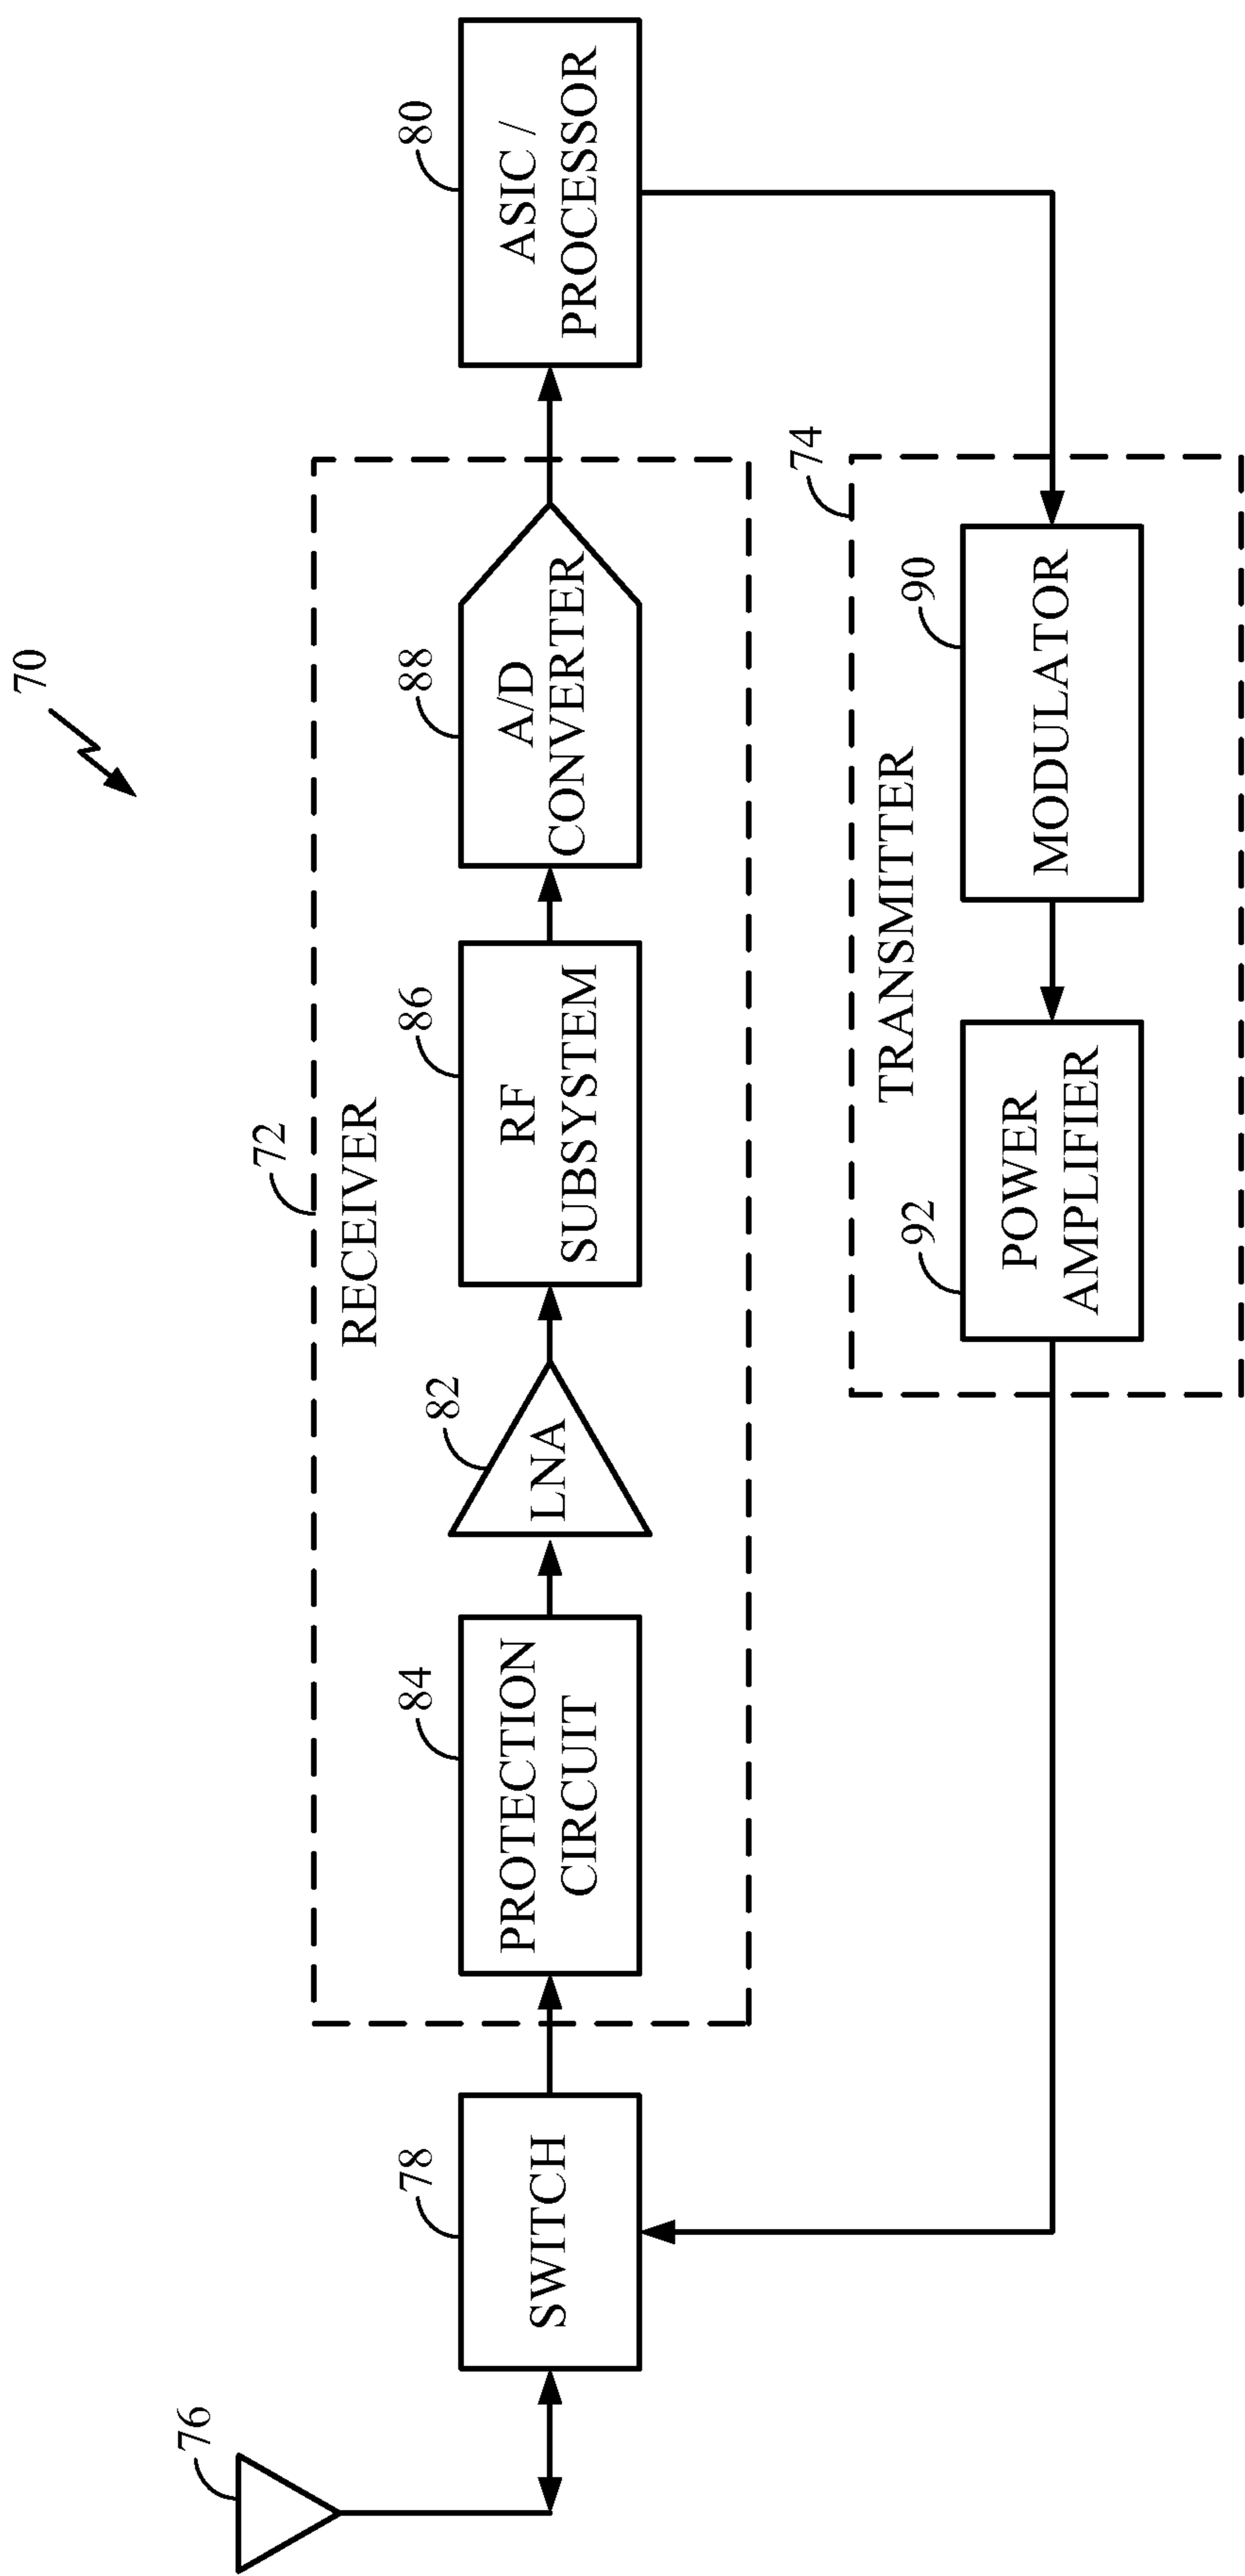 70
72
RECEIVER
76
78
SWITCH
84
PROTECTION
CIRCUIT
82
LNA
86
RF
SUBSYSTEM
88
A/D
CONVERTER
80
ASIC /
PROCESSOR
74
TRANSMITTER
92
POWER
AMPLIFIER
90
MODULATOR